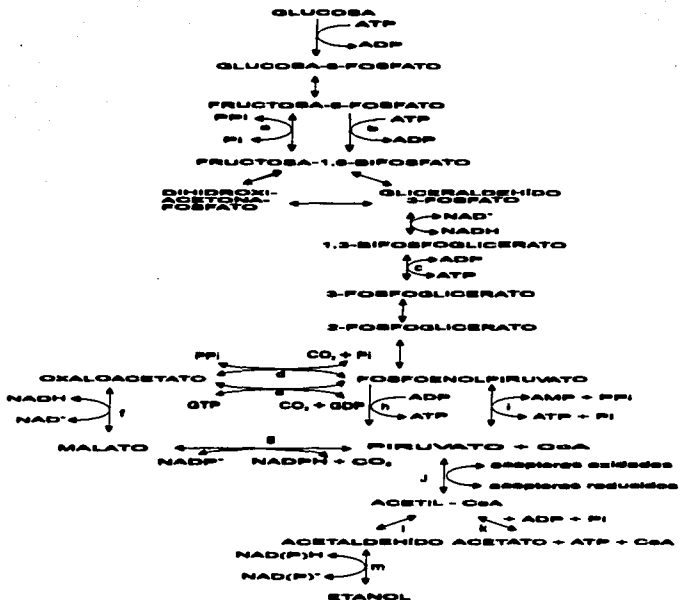 GLUCOSA
ATP
ADP
GLUCOSA-6-FOSFATO
FRUCTOSA-6-FOSFATO
PPi a b ATP
Pi ADP
FRUCTOSA-1,6-BIFOSFATO
DIHIDROXI-
ACETONA-
FOSFATO
GLICERALDEHÍDO
3-FOSFATO
NAD⁺
NADH
1,3-BIFOSFOGLICERATO
ADP
c
ATP
3-FOSFOGLICERATO
2-FOSFOGLICERATO
PPi CO₂ + Pi
d
OXALOACETATO FOSFOENOLPIRUVATO
e
GTP CO₂ + GDP
NADH f NAD⁺
h ADP ATP
i AMP + PPi
ATP + Pi
MALATO g PIRUVATO + CoA
NADP⁺ NADPH + CO₂
J
aceptores oxidados
aceptores reducidos
ACETIL - CoA
l k + ADP + Pi
ACETALDEHÍDO ACETATO + ATP + CoA
NAD(P)H
m
NAD(P)⁺
ETANOL